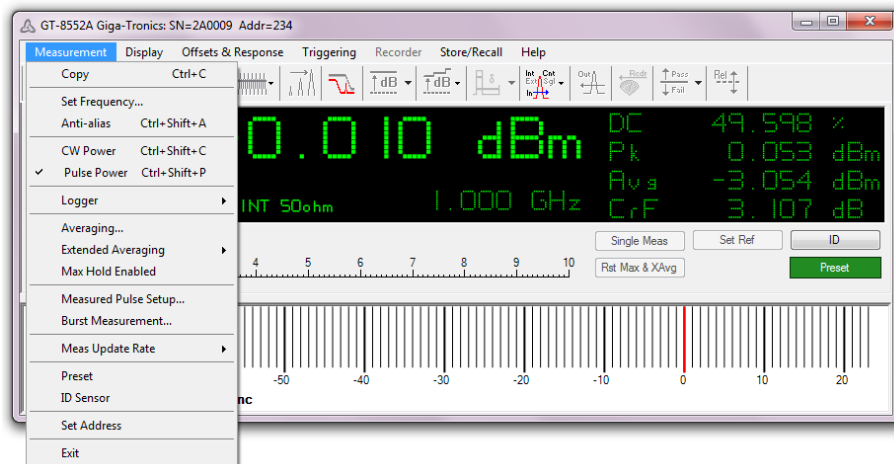 GT-8552A Giga-Tronics: SN=2A0009 Addr=234
Measurement Display Offsets & Response Triggering Recorder Store/Recall Help
Copy Ctrl+C
Set Frequency...
Anti-alias Ctrl+Shift+A
CW Power Ctrl+Shift+C
✓ Pulse Power Ctrl+Shift+P
Logger
Averaging...
Extended Averaging
Max Hold Enabled
Measured Pulse Setup...
Burst Measurement...
Meas Update Rate
Preset
ID Sensor
Set Address
Exit
dB dB δ Int Cnt Out Rcdr Pass Rel
Ext Sgl Fail
In
0.010 dBm
INT 50ohm 1.000 GHz
DC 49.598 %
Pk 0.053 dBm
Avg -3.054 dBm
CrF 3.107 dB
Single Meas Set Ref ID
Rst Max & XAvg Preset
4 5 6 7 8 9 10
-50 -40 -30 -20 -10 0 10 20
nc